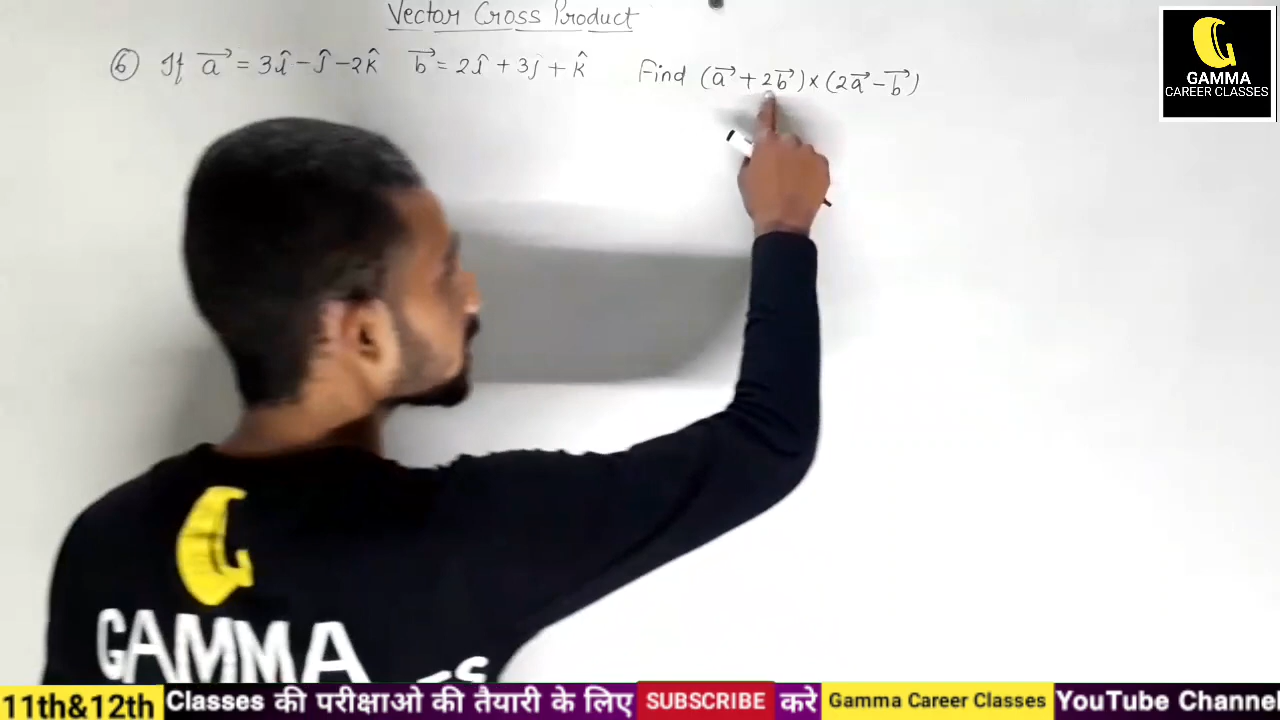 Vector Cross Product
⑥ If a⃗ = 3î - ĵ - 2k̂ b⃗ = 2î + 3ĵ + k̂ Find (a⃗ + 2b⃗) × (2a⃗ - b⃗)
GAMMA
CAREER CLASSES
GAMMA
11th&12th Classes की परीक्षाओ की तैयारी के लिए SUBSCRIBE करे Gamma Career Classes YouTube Channel